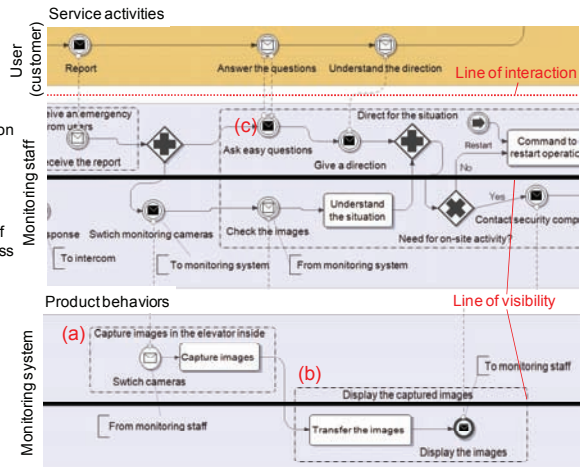 Service activities
User
(customer)
Report
Answer the questions
Understand the direction
Line of interaction
Monitoring staff
eive an emergency
from users
eceive the report
(c)
Ask easy questions
Direct for the situation
Give a direction
Restart
Command to
restart operatio
No
on
f
ss
esponse
To intercom
Swtich monitoring cameras
To monitoring system
Check the images
From monitoring system
Understand
the situation
Yes
Need for on-site activity?
Contact security comp
Line of visibility
Product behaviors
Monitoring system
(a)
Capture images in the elevator inside
Capture images
Swtich cameras
From monitoring staff
(b)
Display the captured images
To monitoring staff
Transfer the images
Display the images